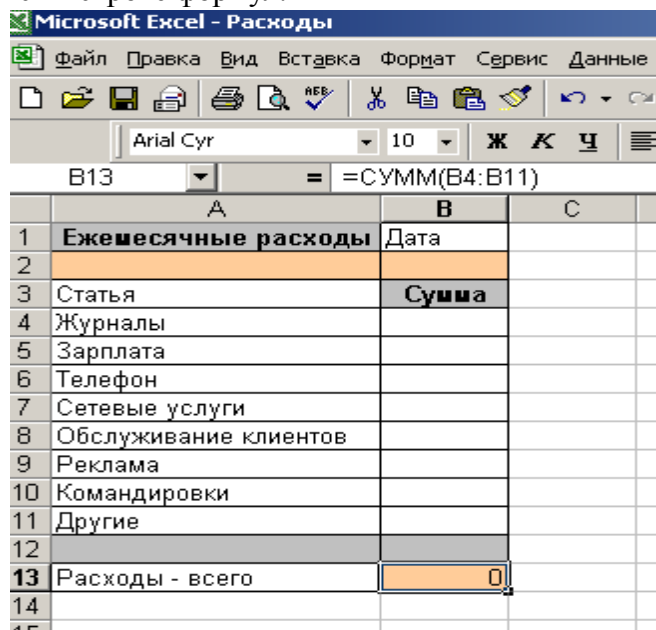 Microsoft Excel - Расходы
Файл Правка Вид Вставка Формат Сервис Данные
Arial Cyr 10 Ж К Ч
B13 = =СУММ(B4:B11)
A B C
1 Ежемесячные расходы Дата
2
3 Статья Сумма
4 Журналы
5 Зарплата
6 Телефон
7 Сетевые услуги
8 Обслуживание клиентов
9 Реклама
10 Командировки
11 Другие
12
13 Расходы - всего 0
14